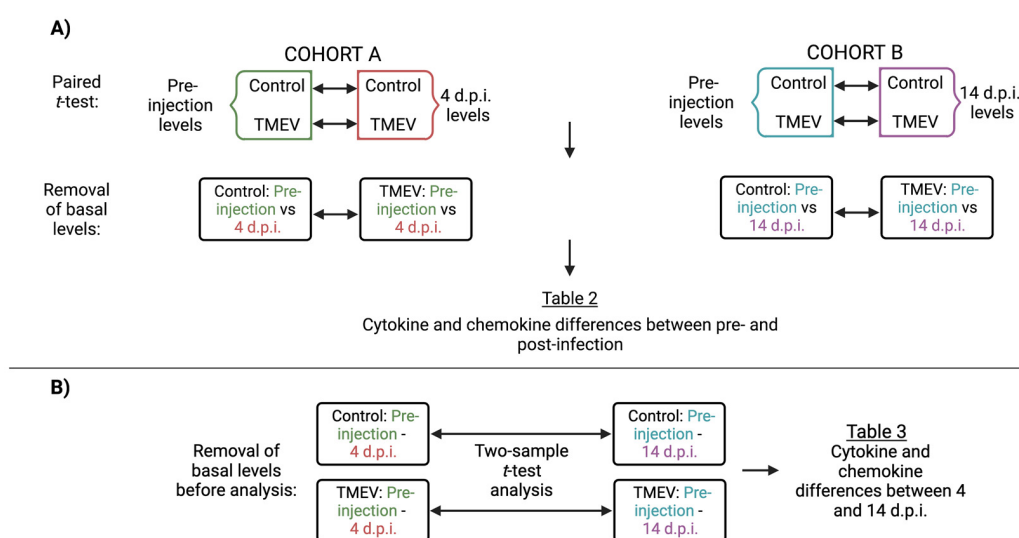 A)
COHORT A
COHORT B
Paired
t-test:
Pre-
injection
levels
Control
TMEV
Control
TMEV
4 d.p.i.
levels
Pre-
injection
levels
Control
TMEV
Control
TMEV
14 d.p.i.
levels
Removal
of basal
levels:
Control: Pre-
injection vs
4 d.p.i.
TMEV: Pre-
injection vs
4 d.p.i.
Control: Pre-
injection vs
14 d.p.i.
TMEV: Pre-
injection vs
14 d.p.i.
Table 2
Cytokine and chemokine differences between pre- and
post-infection
B)
Removal of
basal levels
before analysis:
Control: Pre-
injection -
4 d.p.i.
TMEV: Pre-
injection -
4 d.p.i.
Two-sample
t-test
analysis
Control: Pre-
injection -
14 d.p.i.
TMEV: Pre-
injection -
14 d.p.i.
Table 3
Cytokine and
chemokine
differences between 4
and 14 d.p.i.